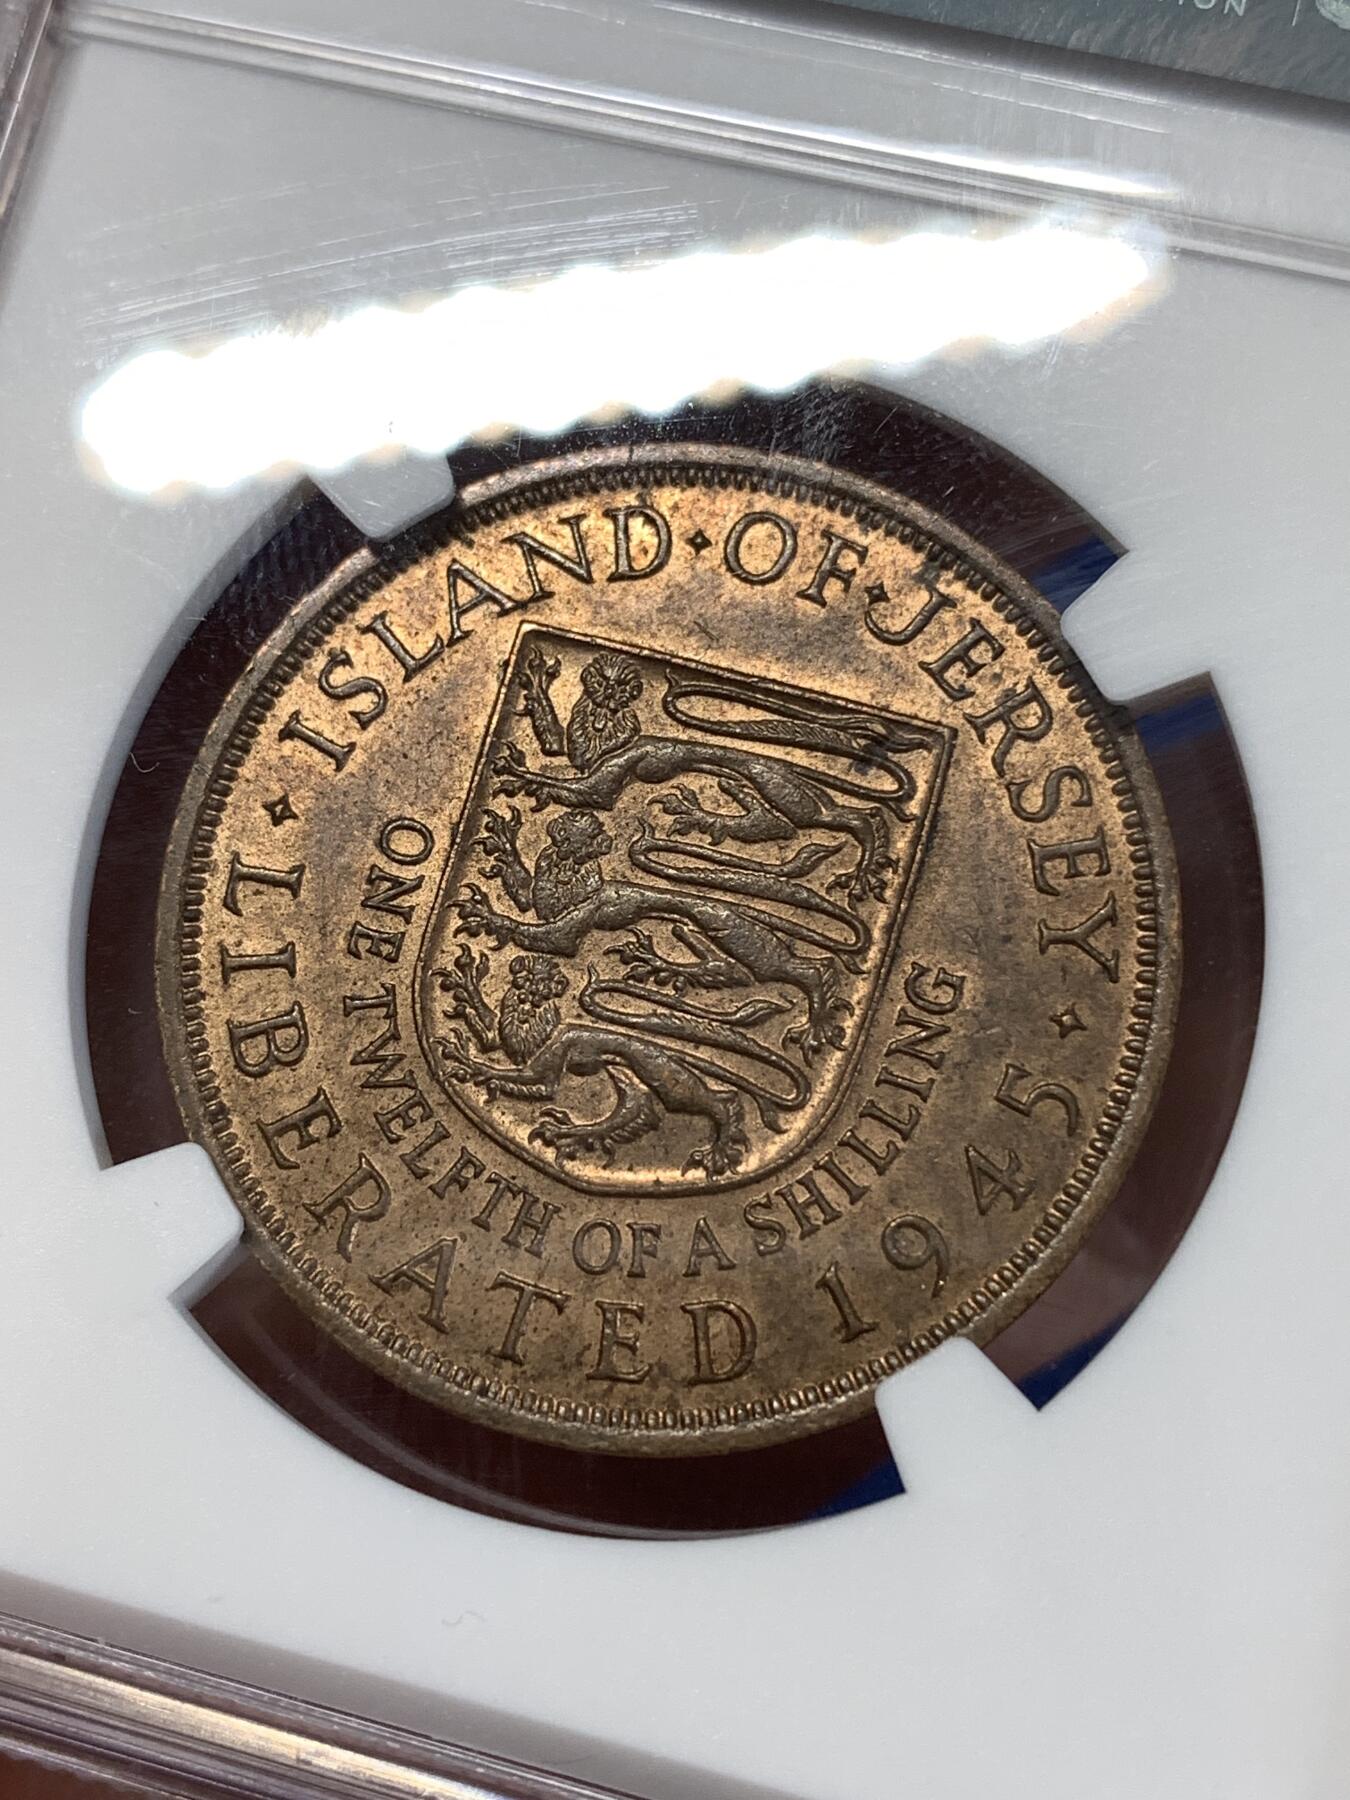 ISLAND·OF·JERSEY
LIBERATED 1945
ONE TWELFTH OF A SHILLING